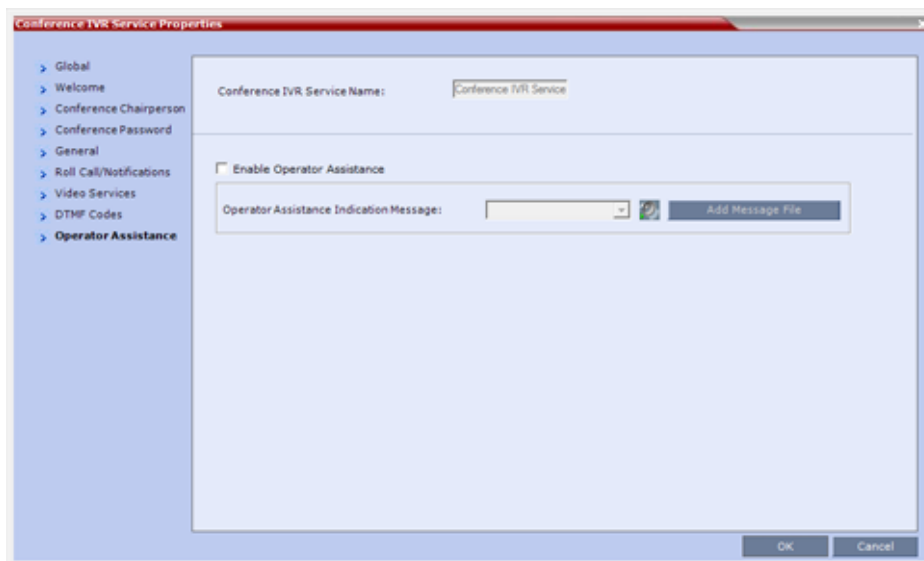 Conference IVR Service Properties
Global
Welcome
Conference Chairperson
Conference Password
General
Roll Call/Notifications
Video Services
DTMF Codes
Operator Assistance
Conference IVR Service Name: Conference IVR Service
Enable Operator Assistance
Operator Assistance Indication Message: Add Message File
OK Cancel